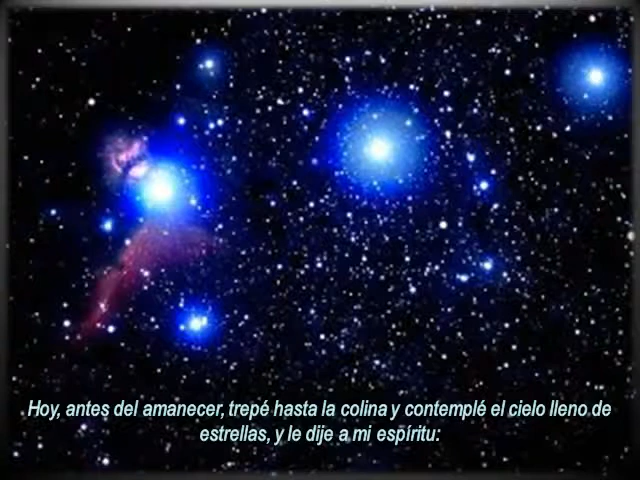 Hoy, antes del amanecer, trepé hasta la colina y contemplé el cielo lleno de
estrellas, y le dije a mi espíritu: